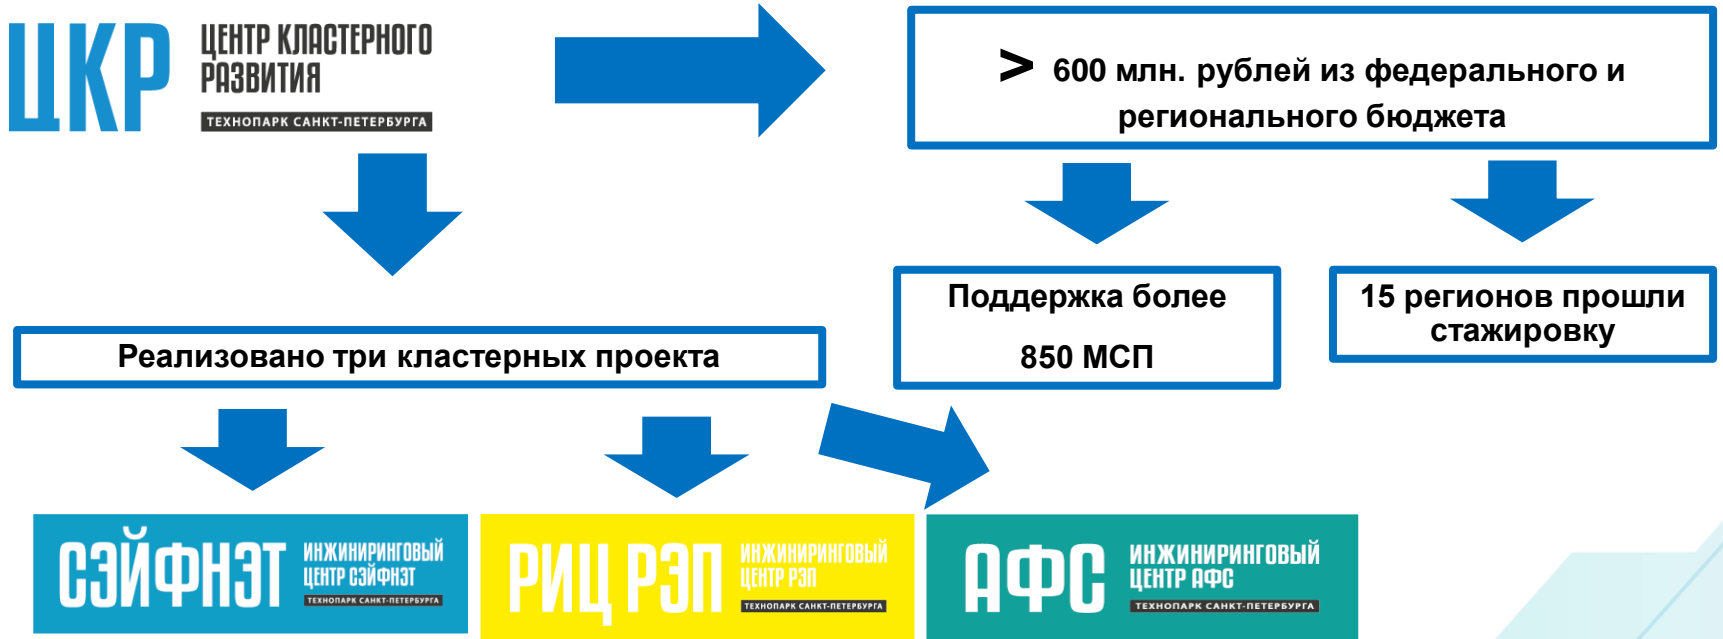 ЦКР
ЦЕНТР КЛАСТЕРНОГО
РАЗВИТИЯ
ТЕХНОПАРК САНКТ-ПЕТЕРБУРГА
> 600 млн. рублей из федерального и
регионального бюджета
Поддержка более
850 МСП
15 регионов прошли
стажировку
Реализовано три кластерных проекта
СЭЙФНЭТ
ИНЖИНИРИНГОВЫЙ
ЦЕНТР СЭЙФНЭТ
ТЕХНОПАРК САНКТ-ПЕТЕРБУРГА
РИЦ РЭП
ИНЖИНИРИНГОВЫЙ
ЦЕНТР РЭП
ТЕХНОПАРК САНКТ-ПЕТЕРБУРГА
АФС
ИНЖИНИРИНГОВЫЙ
ЦЕНТР АФС
ТЕХНОПАРК САНКТ-ПЕТЕРБУРГА